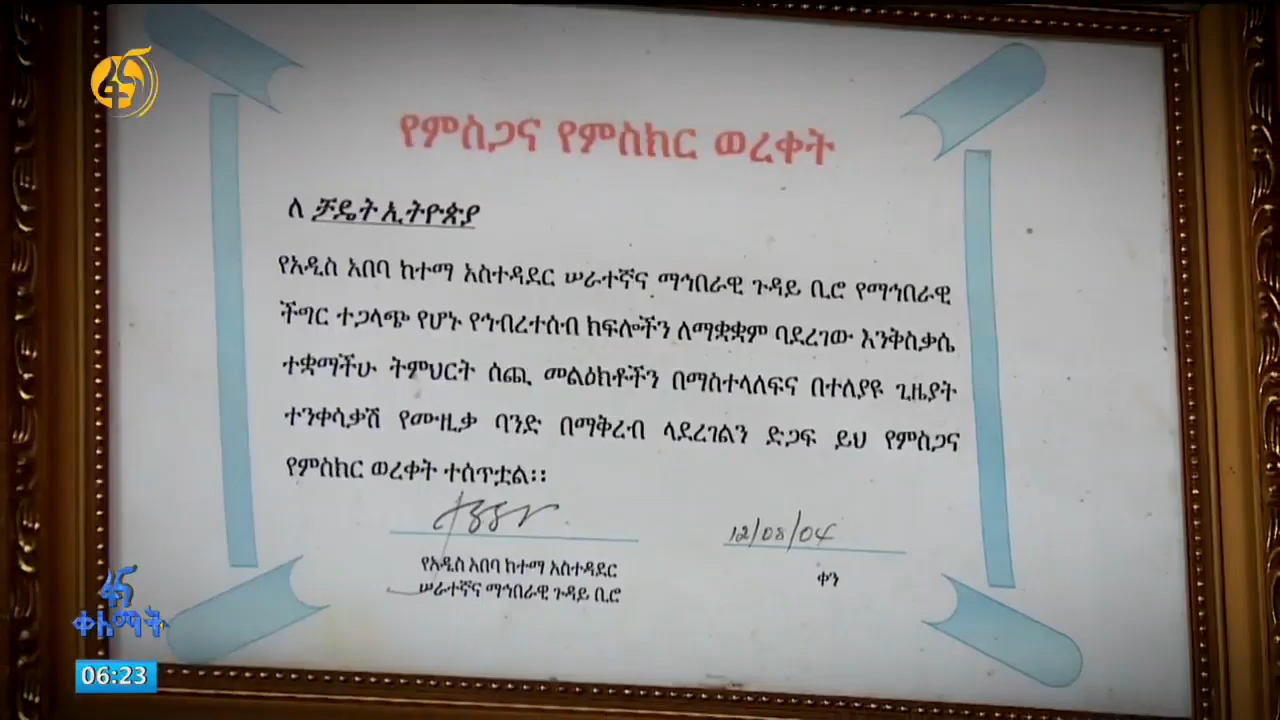 ፋና
የምስጋና የምስክር ወረቀት
ለ ቻዴት ኢትዮጵያ
የአዲስ አበባ ከተማ አስተዳደር ሠራተኛና ማኅበራዊ ጉዳይ ቢሮ የማኅበራዊ
ችግር ተጋላጭ የሆኑ የኅብረተሰብ ክፍሎችን ለማቋቋም ባደረገው እንቅስቃሴ
ተቋማችሁ ትምህርት ሰጪ መልዕክቶችን በማስተላለፍና በተለያዩ ጊዜያት
ተንቀሳቃሽ የሙዚቃ ባንድ በማቅረብ ላደረገልን ድጋፍ ይህ የምስጋና
የምስክር ወረቀት ተሰጥቷል፡፡
12/08/04
የአዲስ አበባ ከተማ አስተዳደር
ሠራተኛና ማኅበራዊ ጉዳይ ቢሮ
ቀን
ፋና
ቀለማት
06:23